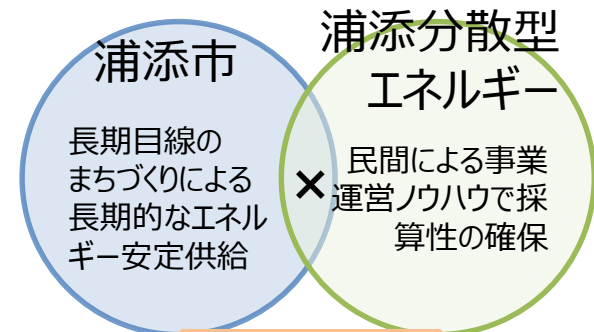 浦添市
長期目線の
まちづくりによる
長期的なエネル
ギー安定供給
×
浦添分散型
エネルギー
民間による事業
運営ノウハウで採
算性の確保